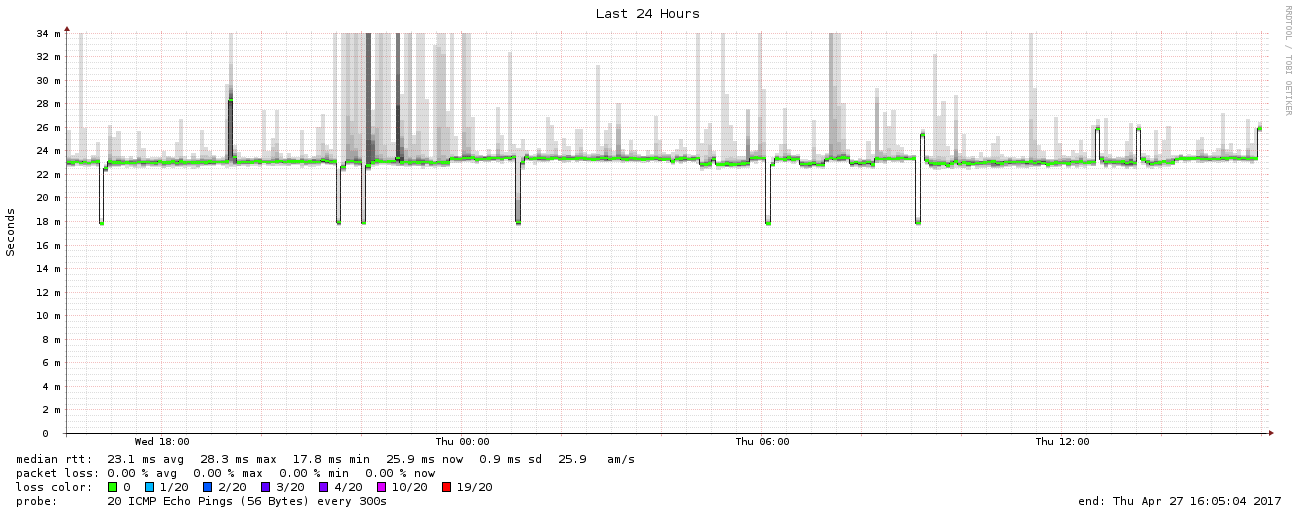 Last 24 Hours
RRDTOOL / TOBI OETIKER
34 m
32 m
30 m
28 m
26 m
24 m
22 m
20 m
18 m
16 m
14 m
12 m
10 m
8 m
6 m
4 m
2 m
0
Seconds
Wed 18:00 Thu 00:00 Thu 06:00 Thu 12:00
median rtt: 23.1 ms avg 28.3 ms max 17.8 ms min 25.9 ms now 0.9 ms sd 25.9 am/s
packet loss: 0.00 % avg 0.00 % max 0.00 % min 0.00 % now
loss color: 0 1/20 2/20 3/20 4/20 10/20 19/20
probe: 20 ICMP Echo Pings (56 Bytes) every 300s
end: Thu Apr 27 16:05:04 2017